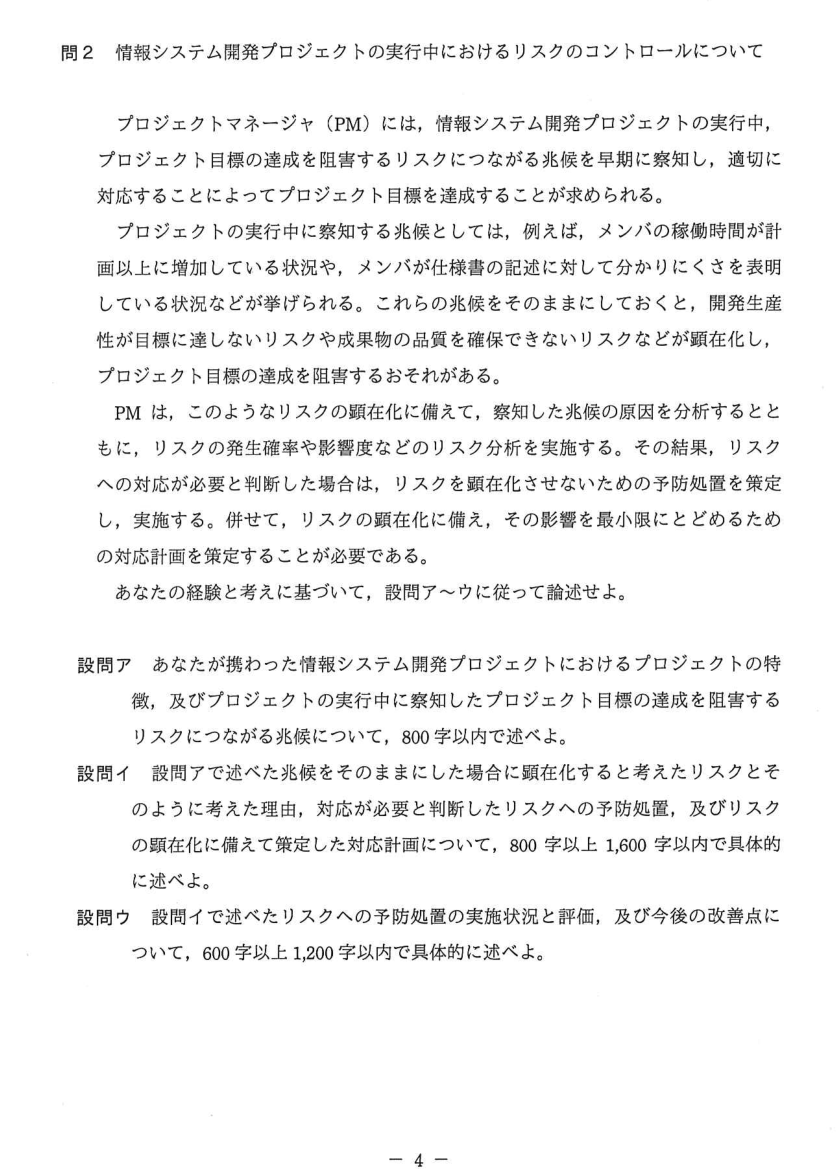 問2 情報システム開発プロジェクトの実行中におけるリスクのコントロールについて
プロジェクトマネージャ（PM）には，情報システム開発プロジェクトの実行中，
プロジェクト目標の達成を阻害するリスクにつながる兆候を早期に察知し，適切に
対応することによってプロジェクト目標を達成することが求められる。
プロジェクトの実行中に察知する兆候としては，例えば，メンバの稼働時間が計
画以上に増加している状況や，メンバが仕様書の記述に対して分かりにくさを表明
している状況などが挙げられる。これらの兆候をそのままにしておくと，開発生産
性が目標に達しないリスクや成果物の品質を確保できないリスクなどが顕在化し，
プロジェクト目標の達成を阻害するおそれがある。
PM は，このようなリスクの顕在化に備えて，察知した兆候の原因を分析するとと
もに，リスクの発生確率や影響度などのリスク分析を実施する。その結果，リスク
への対応が必要と判断した場合は，リスクを顕在化させないための予防処置を策定
し，実施する。併せて，リスクの顕在化に備え，その影響を最小限にとどめるため
の対応計画を策定することが必要である。
あなたの経験と考えに基づいて，設問ア～ウに従って論述せよ。
設問ア あなたが携わった情報システム開発プロジェクトにおけるプロジェクトの特
徴，及びプロジェクトの実行中に察知したプロジェクト目標の達成を阻害する
リスクにつながる兆候について，800 字以内で述べよ。
設問イ 設問アで述べた兆候をそのままにした場合に顕在化すると考えたリスクとそ
のように考えた理由，対応が必要と判断したリスクへの予防処置，及びリスク
の顕在化に備えて策定した対応計画について，800 字以上 1,600 字以内で具体的
に述べよ。
設問ウ 設問イで述べたリスクへの予防処置の実施状況と評価，及び今後の改善点に
ついて，600 字以上 1,200 字以内で具体的に述べよ。
－ 4 －